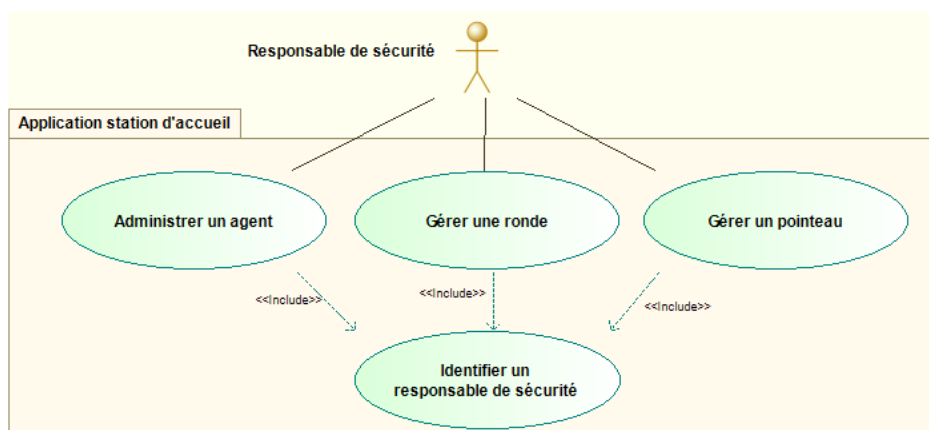 Responsable de sécurité
Application station d'accueil
Administrer un agent
Gérer une ronde
Gérer un pointeau
<<Include>>
<<Include>>
<<Include>>
Identifier un
responsable de sécurité